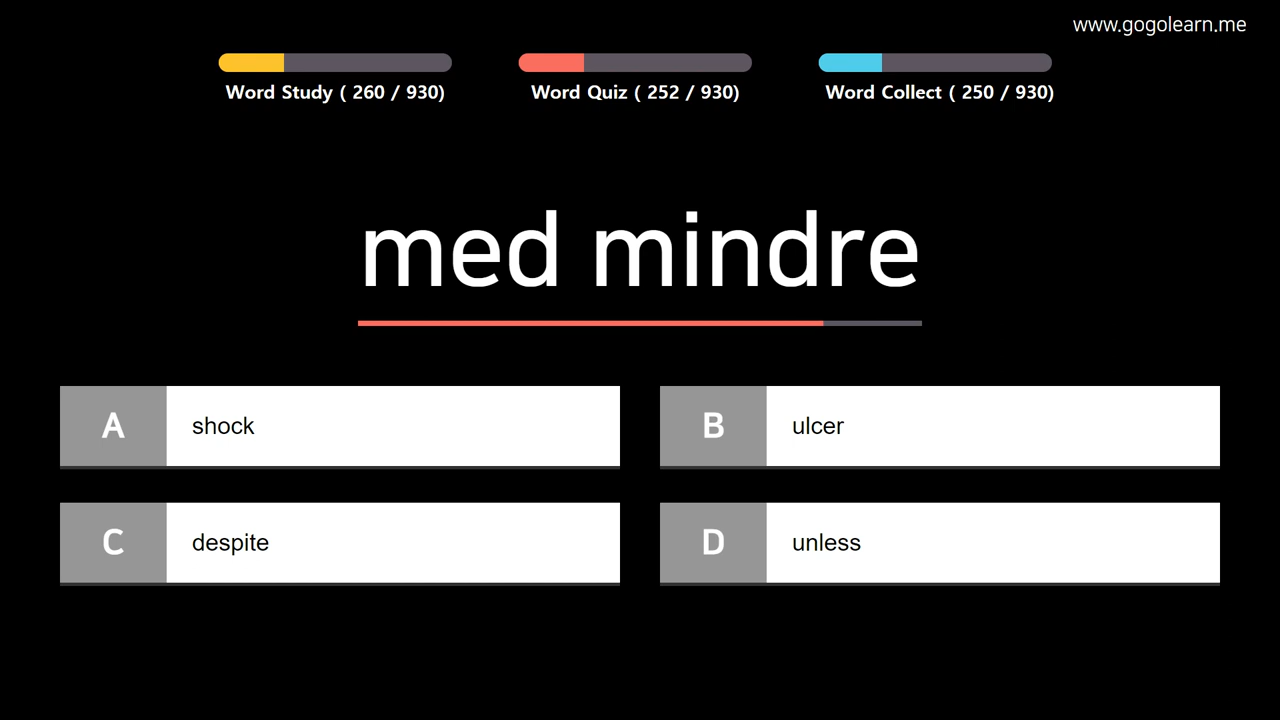 www.gogolearn.me
Word Study ( 260 / 930)
Word Quiz ( 252 / 930)
Word Collect ( 250 / 930)
med mindre
A shock
B ulcer
C despite
D unless